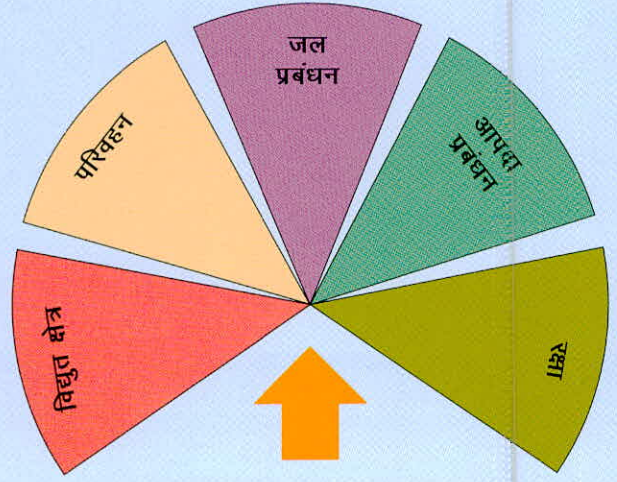 विद्युत क्षेत्र
परिवहन
जल
प्रबंधन
आपदा
प्रबंधन
रक्षा